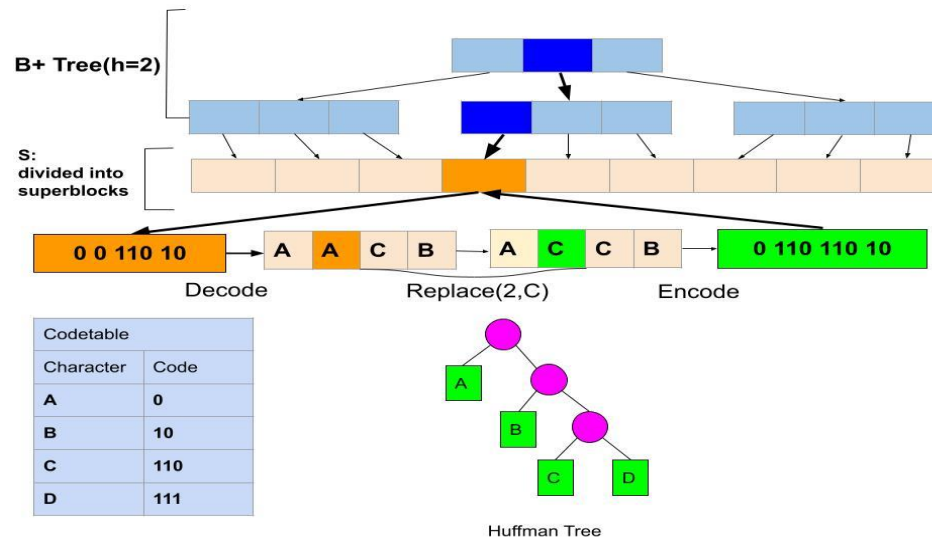 B+ Tree(h=2)
S:
divided into
superblocks
0 0 110 10
A A C B
A C C B
0 110 110 10
Decode
Replace(2,C)
Encode
Codetable
Character Code
A 0
B 10
C 110
D 111
A
B
C D
Huffman Tree